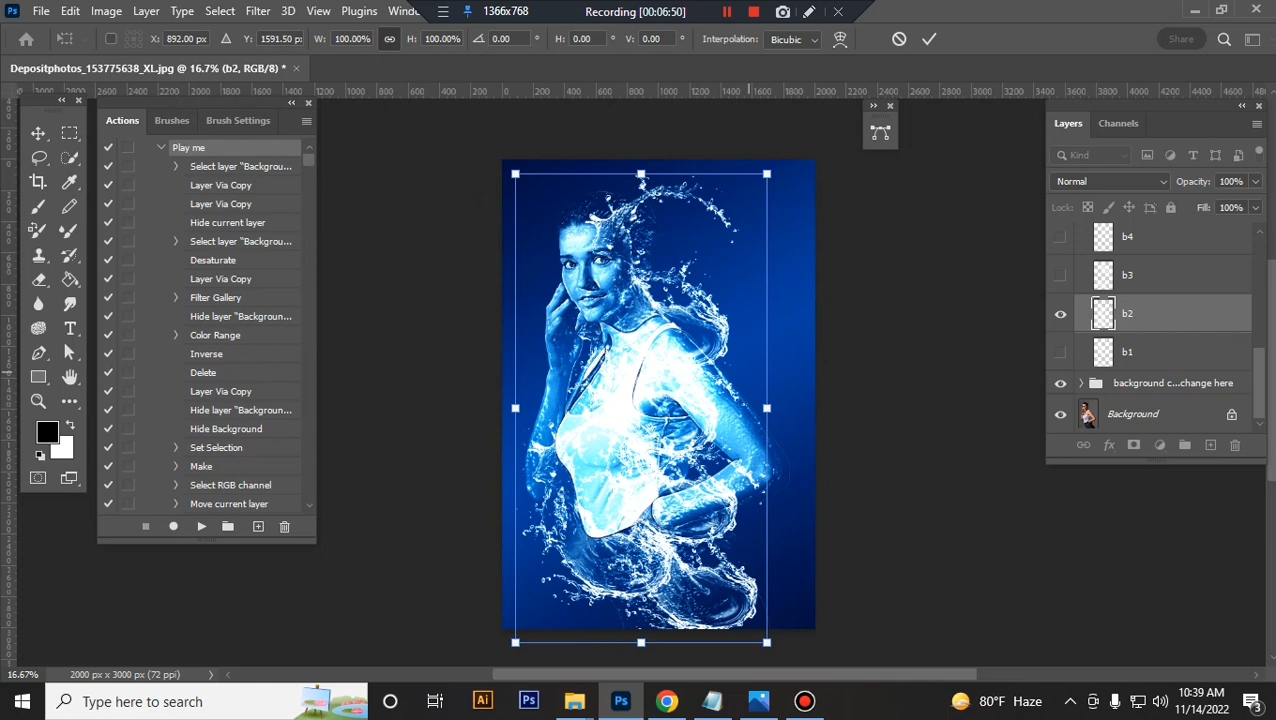 File Edit Image Layer Type Select Filter 3D View Plugins Windo
1366x768 Recording [00:06:50]
X: 892.00 px Y: 1591.50 p: W: 100.00% H: 100.00% 0.00 ° H: 0.00 ° V: 0.00 ° Interpolation: Bicubic Share
Depositphotos_153775638_XL.jpg @ 16.7% (b2, RGB/8) * ×
Actions Brushes Brush Settings
Play me
Select layer "Backgrou...
Layer Via Copy
Layer Via Copy
Hide current layer
Select layer "Backgrou...
Desaturate
Layer Via Copy
Filter Gallery
Hide layer "Backgroun...
Color Range
Inverse
Delete
Layer Via Copy
Hide layer "Backgroun...
Hide Background
Set Selection
Make
Select RGB channel
Move current layer
Layers Channels
Kind
Normal Opacity: 100%
Lock: Fill: 100%
b4
b3
b2
b1
background c...change here
Background
16.67% 2000 px x 3000 px (72 ppi)
Type here to search
80°F Haze
10:39 AM
11/14/2022
3